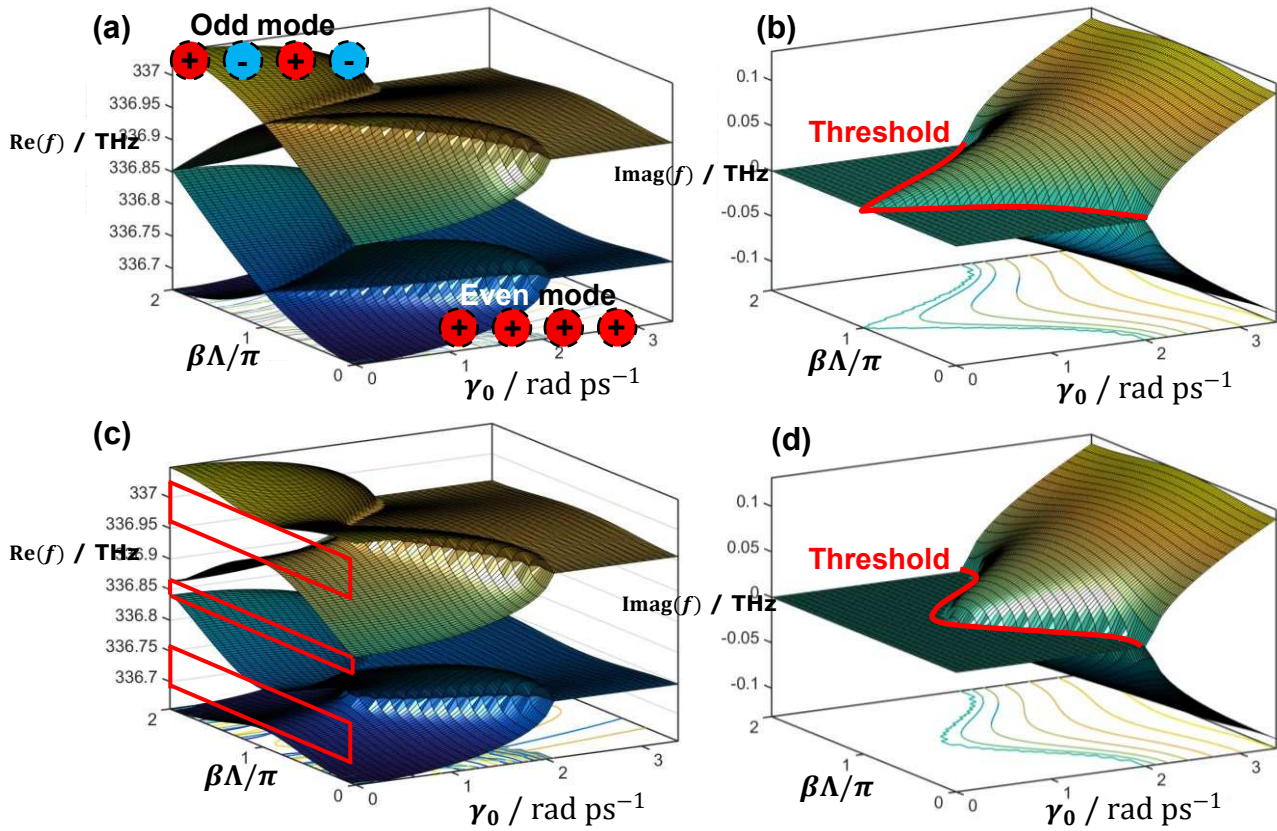 (a)
Odd mode
+ - + -
337
336.95
336.9
336.85
336.8
336.75
336.7
Re(f) / THz
Even mode
+ + + +
2
1
0
βΛ/π
0
1
2
3
γ₀ / rad ps⁻¹
(b)
Threshold
0.1
0.05
0
-0.05
-0.1
Imag(f) / THz
2
1
0
βΛ/π
0
1
2
3
γ₀ / rad ps⁻¹
(c)
337
336.95
336.9
336.85
336.8
336.75
336.7
Re(f) / THz
2
1
0
βΛ/π
0
1
2
3
γ₀ / rad ps⁻¹
(d)
Threshold
0.1
0.05
0
-0.05
-0.1
Imag(f) / THz
2
1
0
βΛ/π
0
1
2
3
γ₀ / rad ps⁻¹